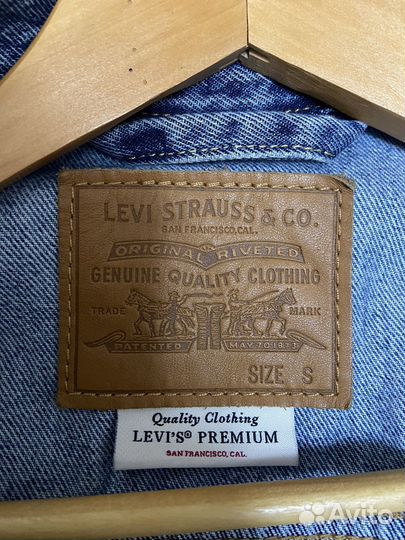 LEVI STRAUSS & CO.
SAN FRANCISCO, CAL.
ORIGINAL RIVETED
GENUINE QUALITY CLOTHING
TRADE MARK
PATENTED MAY 20 1873
SIZE S
Quality Clothing
LEVI'S® PREMIUM
SAN FRANCISCO, CAL.
Avito